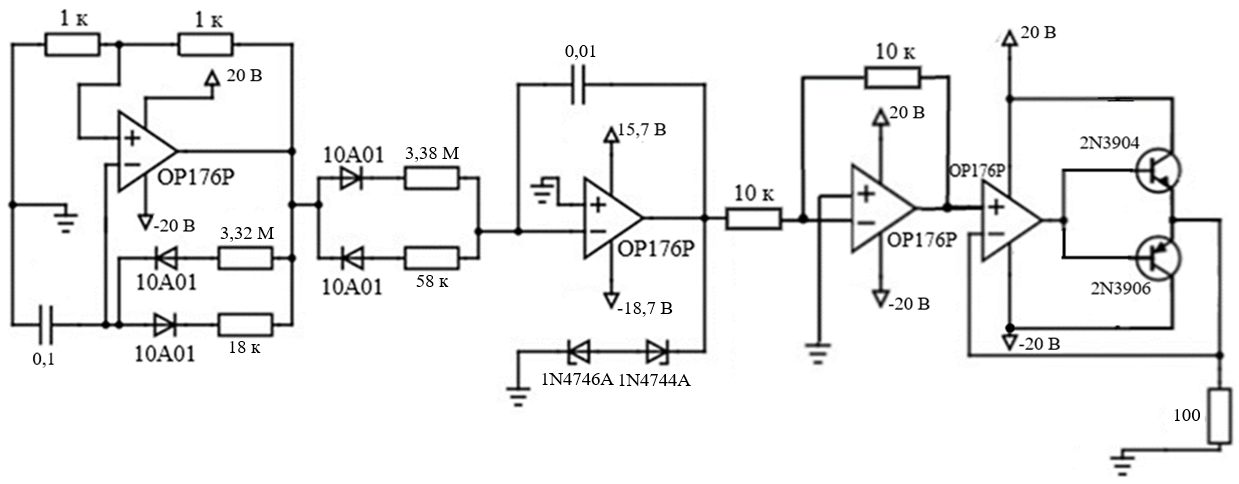 1 к
1 к
20 В
+
−
OP176P
-20 В
3,32 М
10A01
10A01
18 к
0,1
10A01
3,38 М
10A01
58 к
0,01
15,7 В
+
−
OP176P
-18,7 В
1N4746A
1N4744A
10 к
10 к
20 В
+
−
OP176P
-20 В
20 В
OP176P
+
−
-20 В
2N3904
2N3906
100